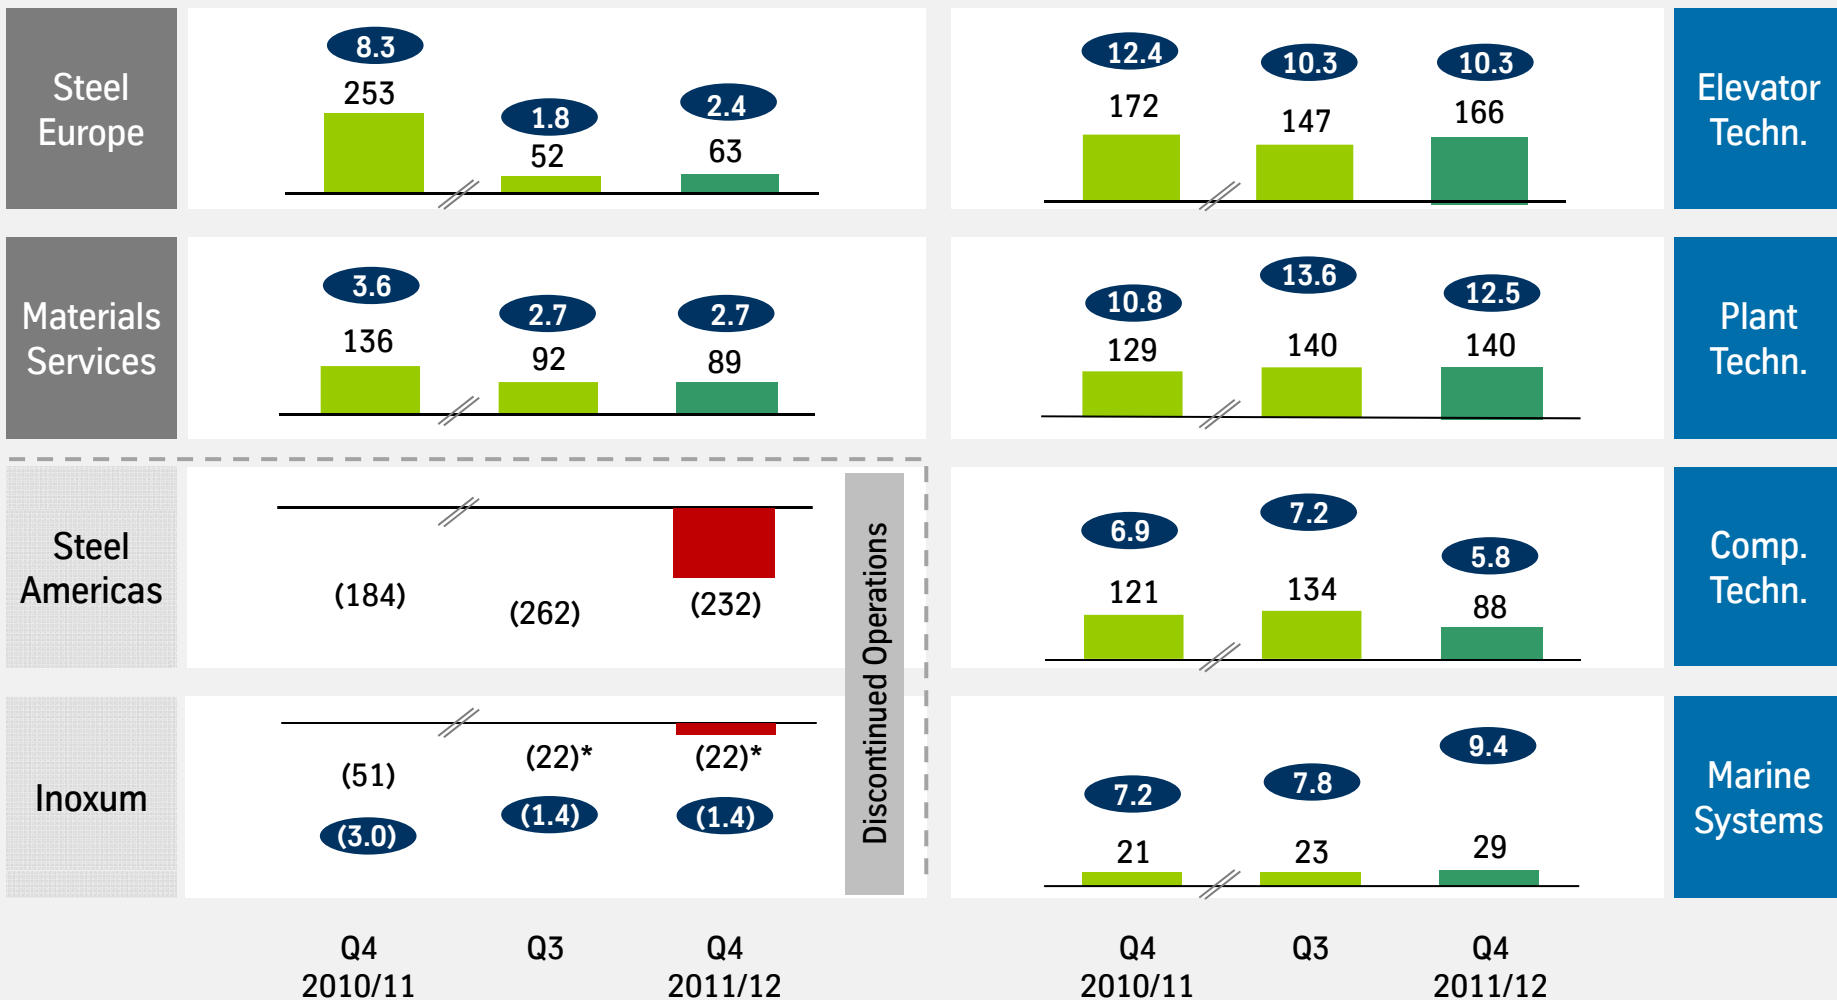 Steel
Europe
8.3
253
1.8
52
2.4
63
Materials
Services
3.6
136
2.7
92
2.7
89
Steel
Americas
(184)
(262)
(232)
Inoxum
(51)
(3.0)
(22)*
(1.4)
(22)*
(1.4)
Discontinued Operations
Q4
2010/11
Q3
Q4
2011/12
12.4
172
10.3
147
10.3
166
Elevator
Techn.
10.8
129
13.6
140
12.5
140
Plant
Techn.
6.9
121
7.2
134
5.8
88
Comp.
Techn.
7.2
21
7.8
23
9.4
29
Marine
Systems
Q4
2010/11
Q3
Q4
2011/12